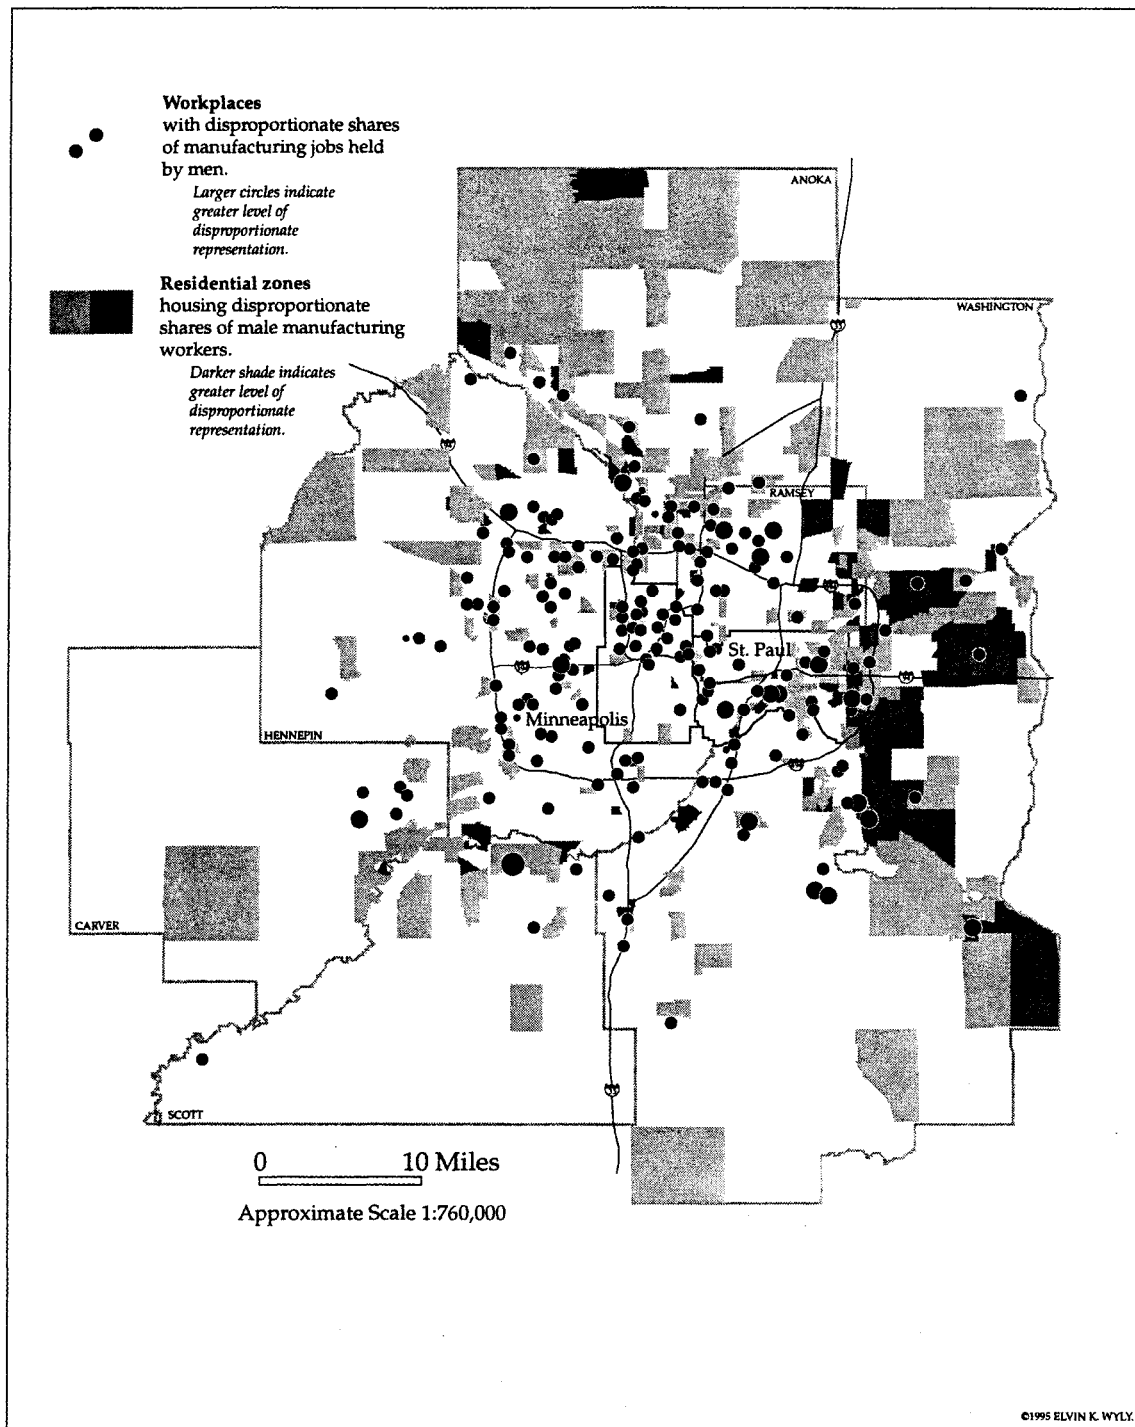 Workplaces
with disproportionate shares
of manufacturing jobs held
by men.
Larger circles indicate
greater level of
disproportionate
representation.
Residential zones
housing disproportionate
shares of male manufacturing
workers.
Darker shade indicates
greater level of
disproportionate
representation.
ANOKA
WASHINGTON
RAMSEY
St. Paul
Minneapolis
HENNEPIN
CARVER
SCOTT
0 10 Miles
Approximate Scale 1:760,000
©1995 ELVIN K. WYLY